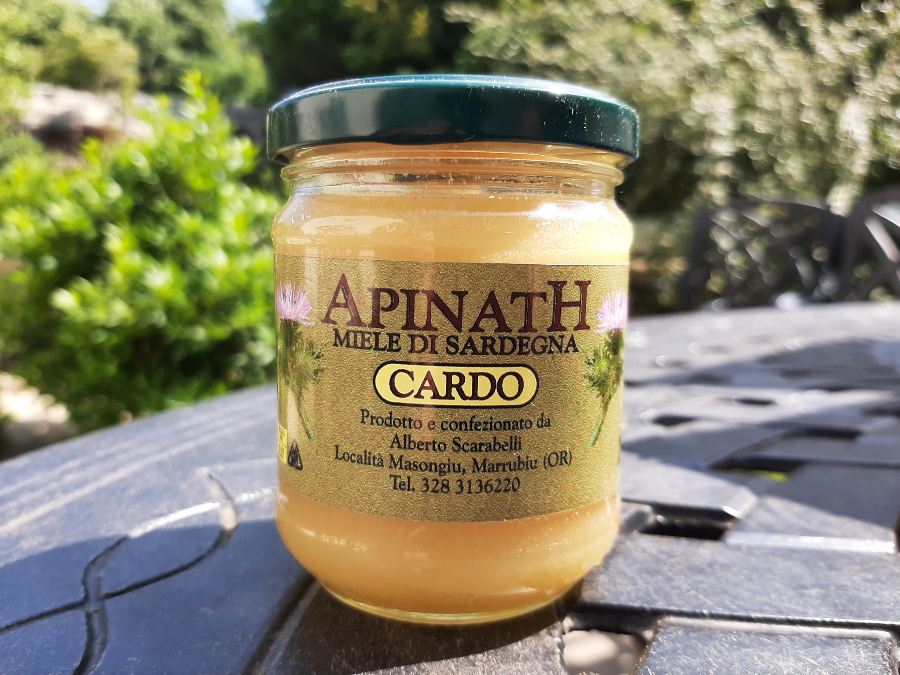 APINATH
MIELE DI SARDEGNA
CARDO
Prodotto e confezionato da
Alberto Scarabelli
Località Masongiu, Marrubiu (OR)
Tel. 328 3136220